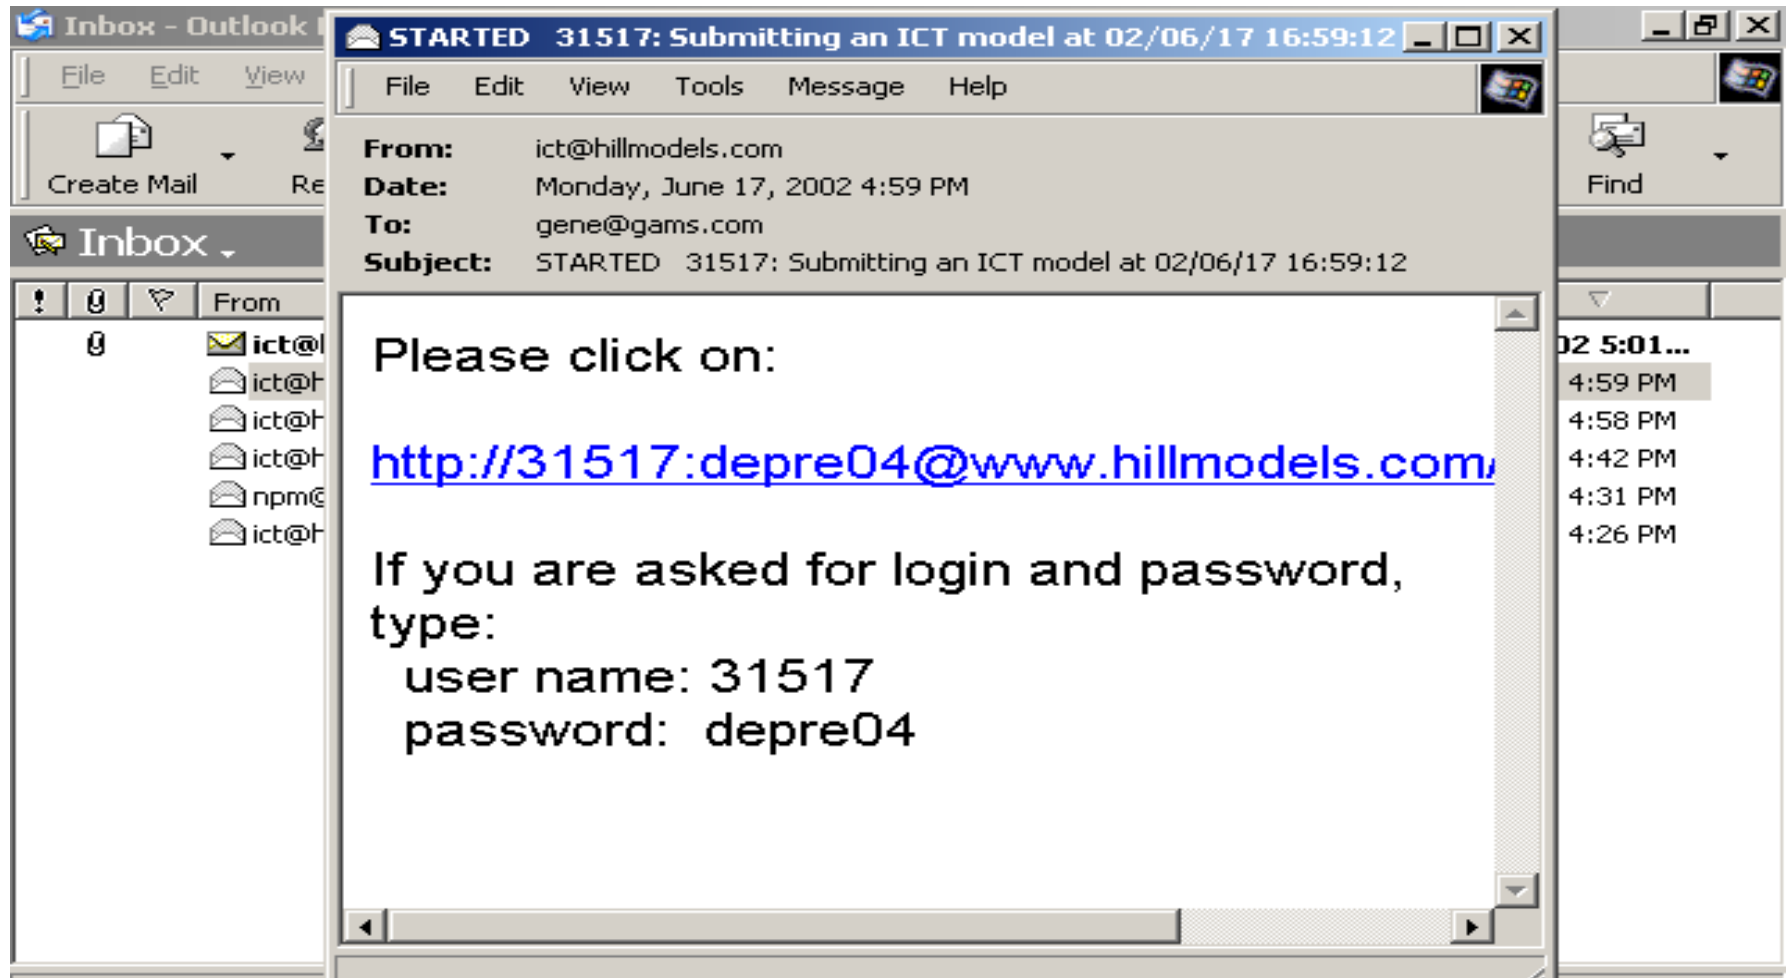 Inbox - Outlook
STARTED 31517: Submitting an ICT model at 02/06/17 16:59:12
File Edit View
File Edit View Tools Message Help
Create Mail
Find
From: ict@hillmodels.com
Date: Monday, June 17, 2002 4:59 PM
To: gene@gams.com
Subject: STARTED 31517: Submitting an ICT model at 02/06/17 16:59:12
Inbox
! From
ict@ 02 5:01...
ict@h 4:59 PM
ict@h 4:58 PM
ict@h 4:42 PM
npm@ 4:31 PM
ict@h 4:26 PM
Please click on:
http://31517:depre04@www.hillmodels.com/
If you are asked for login and password,
type:
user name: 31517
password: depre04